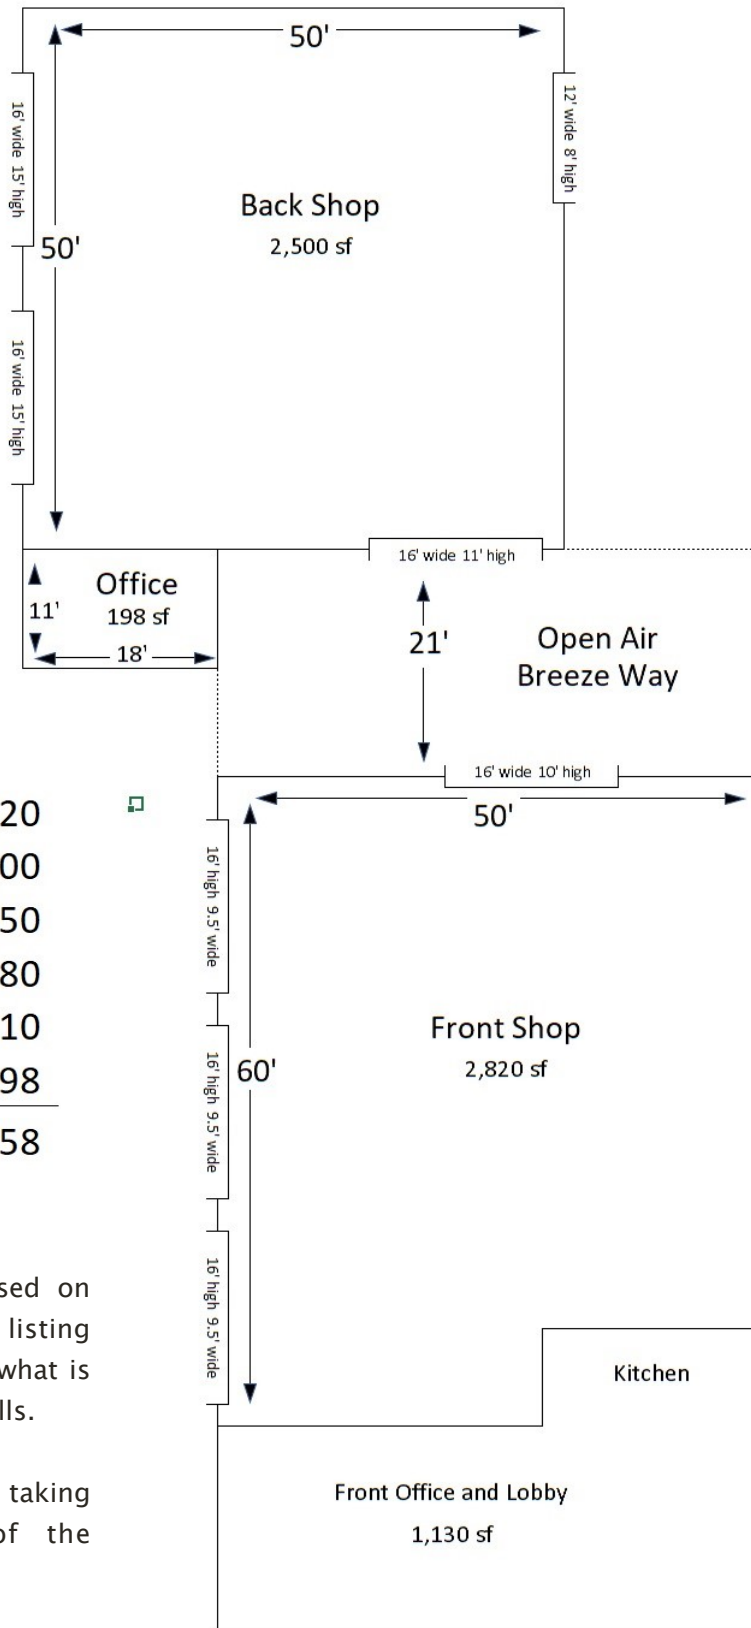 50'
16' wide 15' high
12' wide 8' high
Back Shop
2,500 sf
50'
16' wide 15' high
16' wide 11' high
Office
198 sf
11'
18'
21'
Open Air
Breeze Way
16' wide 10' high
50'
20
00
50
80
10
98
58
16' high 9.5' wide
Front Shop
2,820 sf
16' high 9.5' wide
60'
16' high 9.5' wide
Kitchen
Front Office and Lobby
1,130 sf
sed on
listing
what is
lls.
taking
of the